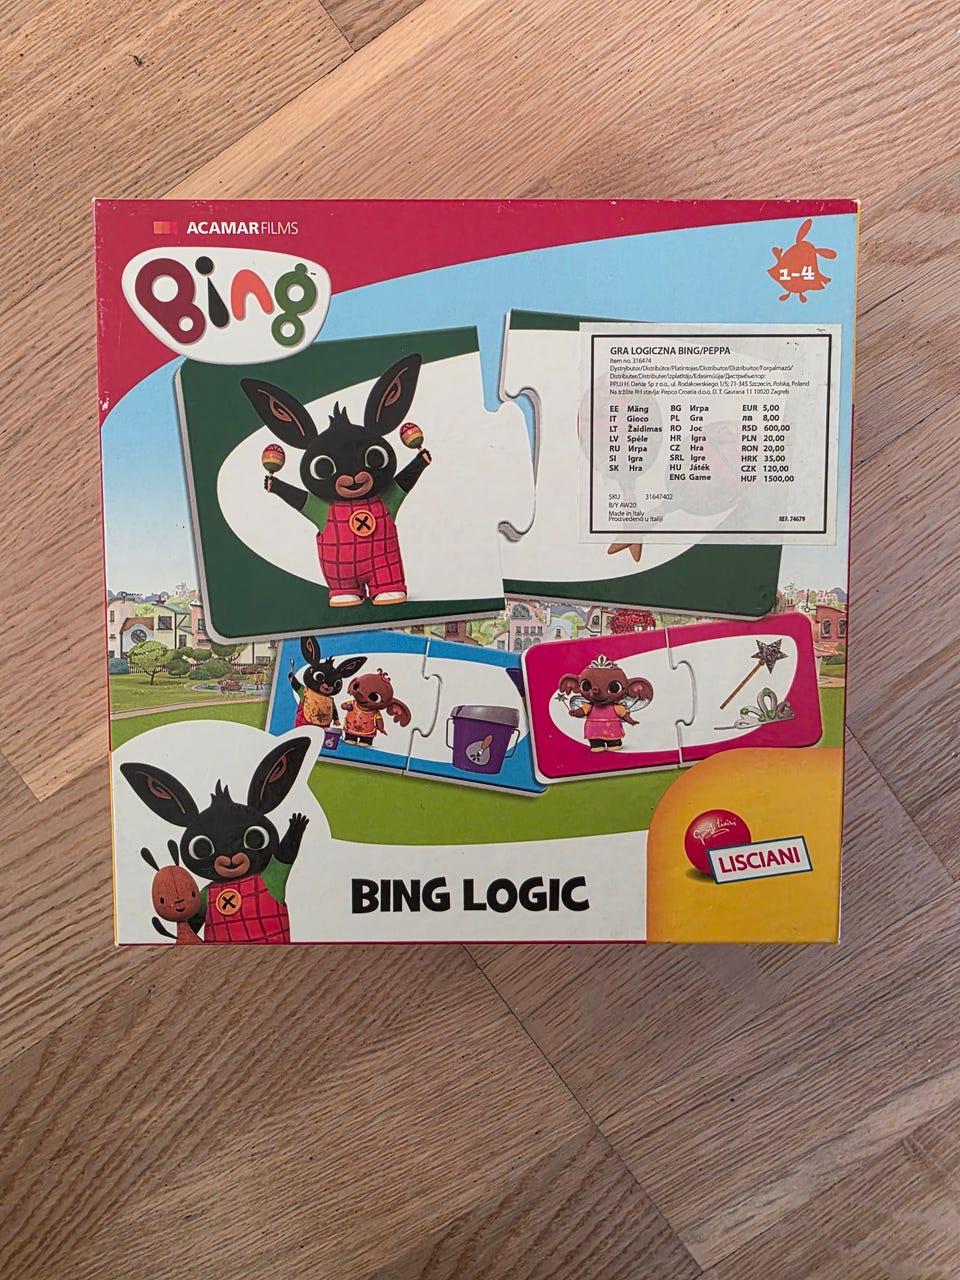 ACAMARFILMS
Bing
™
1-4
GRA LOGICZNA BING/PEPPA
Item no. 316474
Dystrybutor/Distribútor/Platintojas/Distributor/Distribuitor/Forgalmazó/
Distributer/Distributer/Izplatītājs/Edasimüüja/Дистрибьютор:
PPUJ H. Dantę Sp z o.o., ul. Rodakowskiego 1/5; 71-345 Szczecin, Polska, Poland
Na tržište RH stavlja: Pepco Croatia d.o.o, D. T. Gavrana 11 10020 Zagreb
EE Mäng BG Игра EUR 5,00
IT Gioco PL Gra лв 8,00
LT Žaidimas RO Joc RSD 600,00
LV Spēle HR Igra PLN 20,00
RU Игра CZ Hra RON 20,00
SI Igra SRL Igre HRK 35,00
SK Hra HU Játék CZK 120,00
ENG Game HUF 1500,00
SKU 31647402
B/Y AW20
Made in Italy
Proizvedeno u Italiji REF. 74679
LISCIANI
BING LOGIC